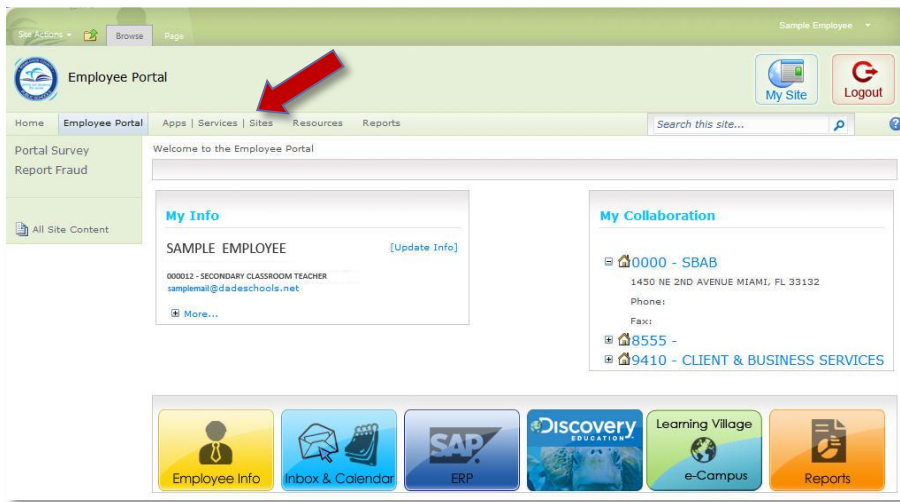 Sample Employee
Site Actions Browse Page
Employee Portal
My Site
Logout
Home Employee Portal Apps | Services | Sites Resources Reports
Search this site...
Portal Survey
Report Fraud
All Site Content
Welcome to the Employee Portal
My Info
SAMPLE EMPLOYEE [Update Info]
000012 - SECONDARY CLASSROOM TEACHER
samplemail@dadeschools.net
More...
My Collaboration
0000 - SBAB
1450 NE 2ND AVENUE MIAMI, FL 33132
Phone:
Fax:
8555 -
9410 - CLIENT & BUSINESS SERVICES
Employee Info
Inbox & Calendar
SAP
ERP
Discovery
EDUCATION
Learning Village
e-Campus
Reports